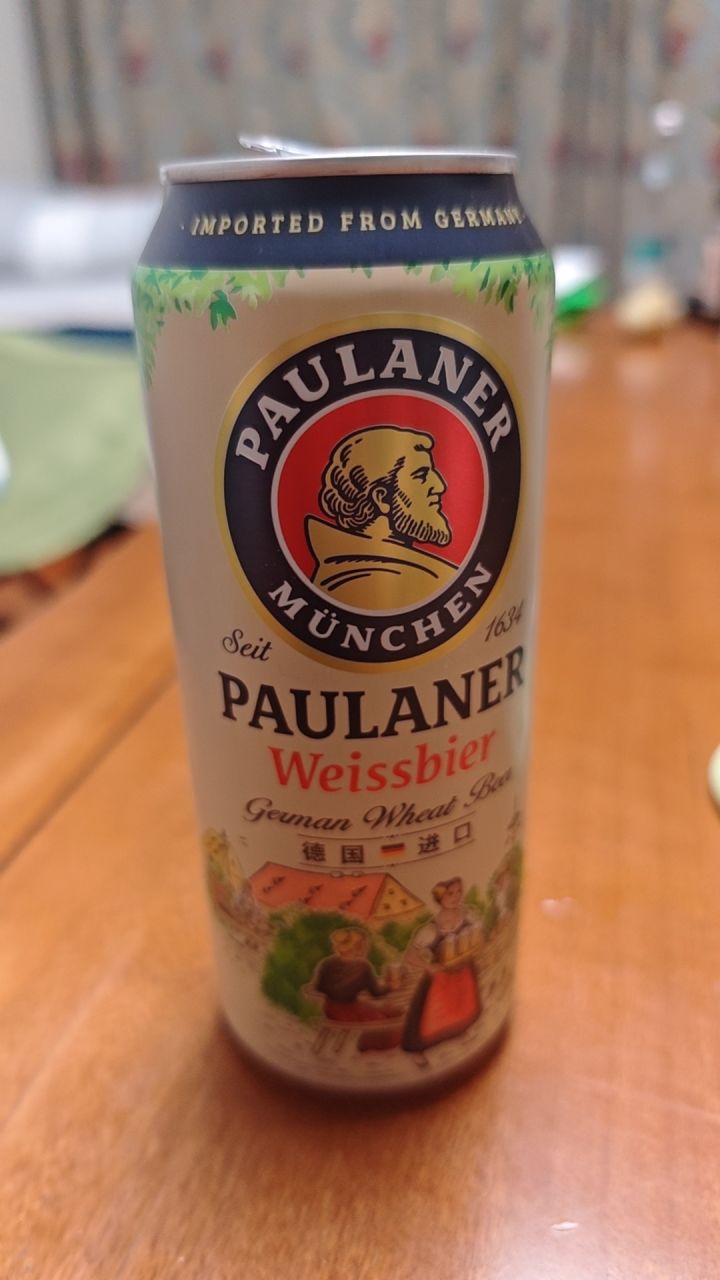 IMPORTED FROM GERMANY
PAULANER
MÜNCHEN
Seit 1634
PAULANER
Weissbier
German Wheat Beer
德国 进口